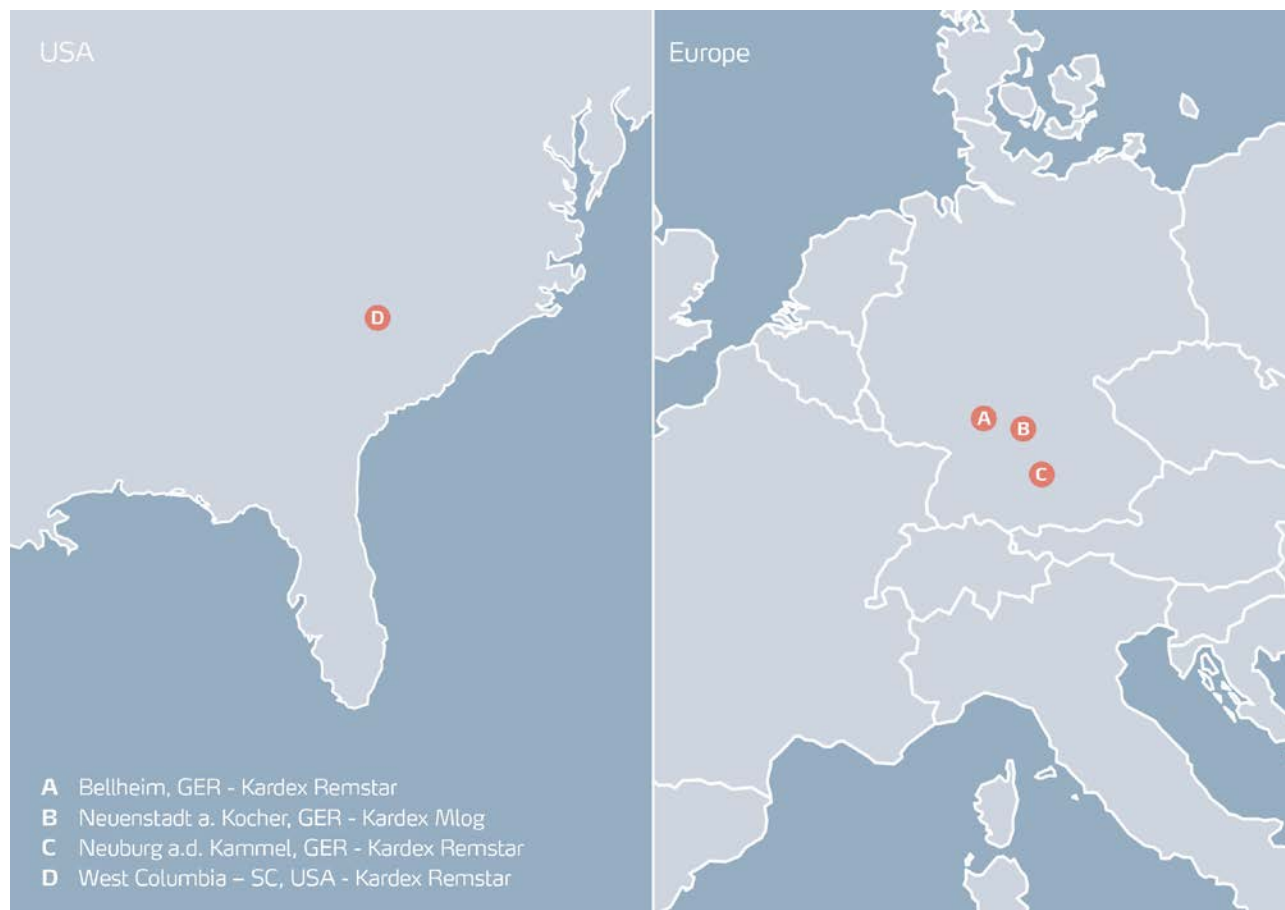 USA
Europe
D
A
B
C
A Bellheim, GER - Kardex Remstar
B Neuenstadt a. Kocher, GER - Kardex Mlog
C Neuburg a.d. Kammel, GER - Kardex Remstar
D West Columbia – SC, USA - Kardex Remstar